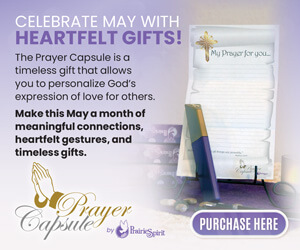 CELEBRATE MAY WITH
HEARTFELT GIFTS!
The Prayer Capsule is a
timeless gift that allows
you to personalize God's
expression of love for others.
Make this May a month of
meaningful connections,
heartfelt gestures, and
timeless gifts.
My Prayer for you...
Prayer
Capsule
by PrairieSpirit
PURCHASE HERE